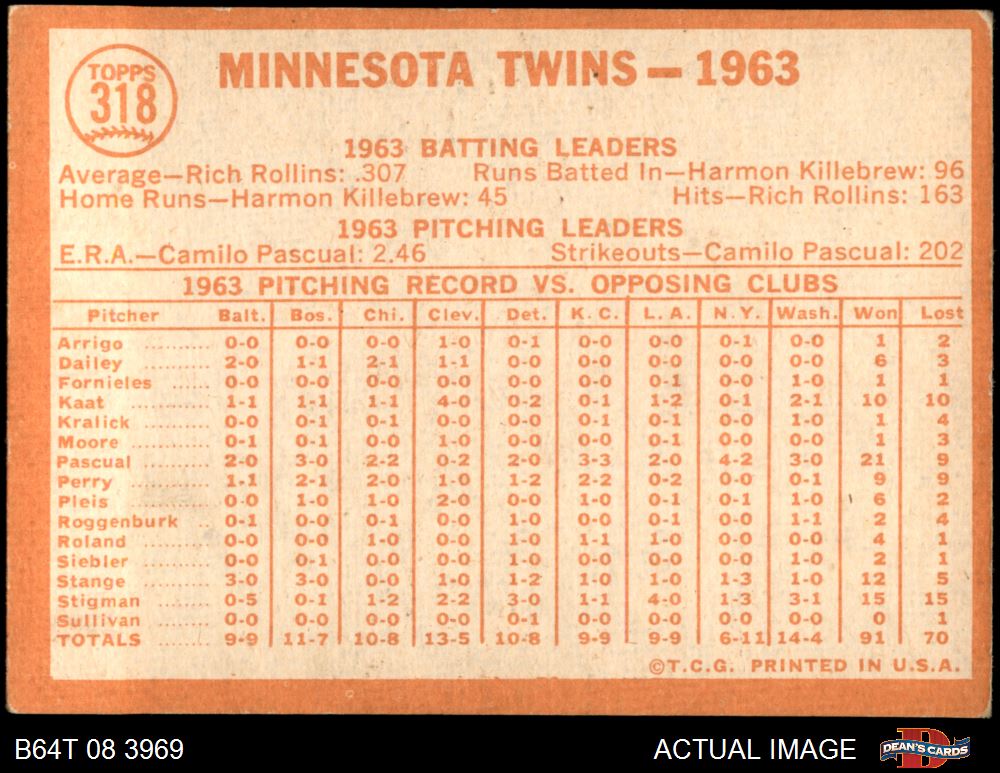 TOPPS
318
MINNESOTA TWINS — 1963
1963 BATTING LEADERS
Average—Rich Rollins: .307 Runs Batted In—Harmon Killebrew: 96
Home Runs—Harmon Killebrew: 45 Hits—Rich Rollins: 163
1963 PITCHING LEADERS
E.R.A.—Camilo Pascual: 2.46 Strikeouts—Camilo Pascual: 202
1963 PITCHING RECORD VS. OPPOSING CLUBS
Pitcher Balt. Bos. Chi. Clev. Det. K. C. L. A. N. Y. Wash. Won Lost
Arrigo .......... 0-0 0-0 0-0 1-0 0-1 0-0 0-0 0-1 0-0 1 2
Dailey .......... 2-0 1-1 2-1 1-1 0-0 0-0 0-0 0-0 0-0 6 3
Fornieles ...... 0-0 0-0 0-0 0-0 0-0 0-0 0-1 0-0 1-0 1 1
Kaat ............ 1-1 1-1 1-1 4-0 0-2 0-1 1-2 0-1 2-1 10 10
Kralick ......... 0-0 0-1 0-1 0-0 0-0 0-1 0-1 0-0 1-0 1 4
Moore .......... 0-1 0-1 0-0 1-0 0-0 0-0 0-1 0-0 0-0 1 3
Pascual ........ 2-0 3-0 2-2 0-2 2-0 3-3 2-0 4-2 3-0 21 9
Perry ........... 1-1 2-1 2-0 1-0 1-2 2-2 0-2 0-0 0-1 9 9
Pleis ............ 0-0 1-0 1-0 2-0 0-0 1-0 0-1 0-1 1-0 6 2
Roggenburk .. 0-1 0-0 0-1 0-0 1-0 0-0 0-1 0-0 1-1 2 4
Roland ......... 0-0 0-0 1-0 0-0 1-0 1-1 1-0 0-0 0-0 4 1
Siebler ......... 0-0 0-1 0-0 0-0 1-0 0-0 0-0 0-0 1-0 2 1
Stange ......... 3-0 3-0 0-0 1-0 1-2 1-0 1-0 1-3 1-0 12 5
Stigman ....... 0-5 0-1 1-2 2-2 3-0 1-1 4-0 1-3 3-1 15 15
Sullivan ........ 0-0 0-0 0-0 0-0 0-1 0-0 0-0 0-0 0-0 0 1
TOTALS 9-9 11-7 10-8 13-5 10-8 9-9 9-9 6-11 14-4 91 70
©T.C.G. PRINTED IN U.S.A.
B64T 08 3969 ACTUAL IMAGE DEAN'S CARDS